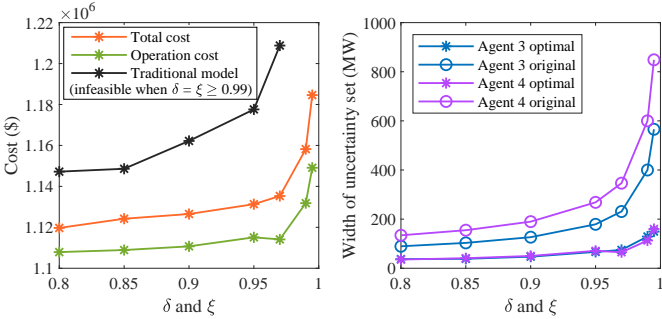 ×10⁶
1.22
1.2
1.18
1.16
1.14
1.12
1.1
Cost ($)
Total cost
Operation cost
Traditional model
(infeasible when δ = ξ ≥ 0.99)
0.8
0.85
0.9
0.95
1
δ and ξ
1000
800
600
400
200
0
Width of uncertainty set (MW)
Agent 3 optimal
Agent 3 original
Agent 4 optimal
Agent 4 original
0.8
0.85
0.9
0.95
1
δ and ξ